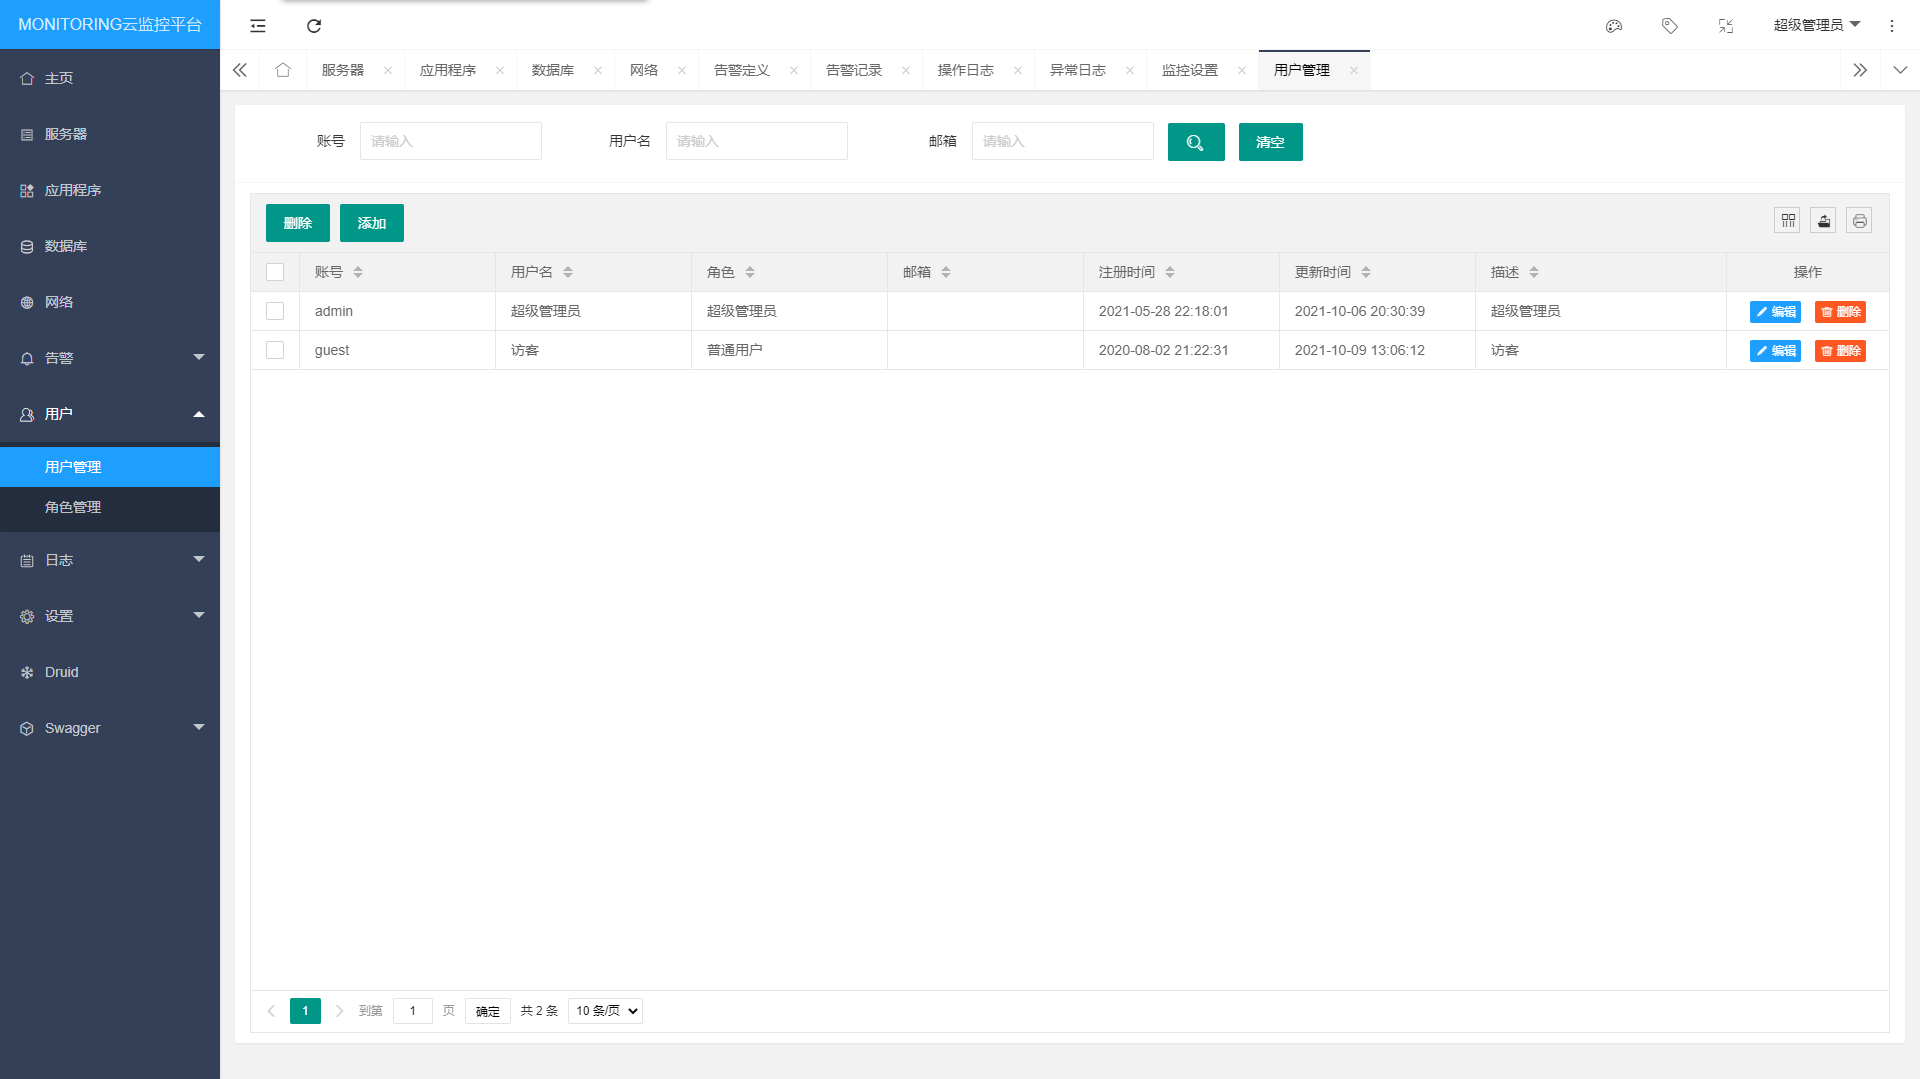 MONITORING云监控平台
超级管理员
主页
服务器
应用程序
数据库
网络
告警
用户
用户管理
角色管理
日志
设置
Druid
Swagger
服务器 应用程序 数据库 网络 告警定义 告警记录 操作日志 异常日志 监控设置 用户管理
账号 请输入 用户名 请输入 邮箱 请输入 清空
删除 添加
账号 用户名 角色 邮箱 注册时间 更新时间 描述 操作
admin 超级管理员 超级管理员 2021-05-28 22:18:01 2021-10-06 20:30:39 超级管理员 编辑 删除
guest 访客 普通用户 2020-08-02 21:22:31 2021-10-09 13:06:12 访客 编辑 删除
1 到第 1 页 确定 共 2 条 10 条/页